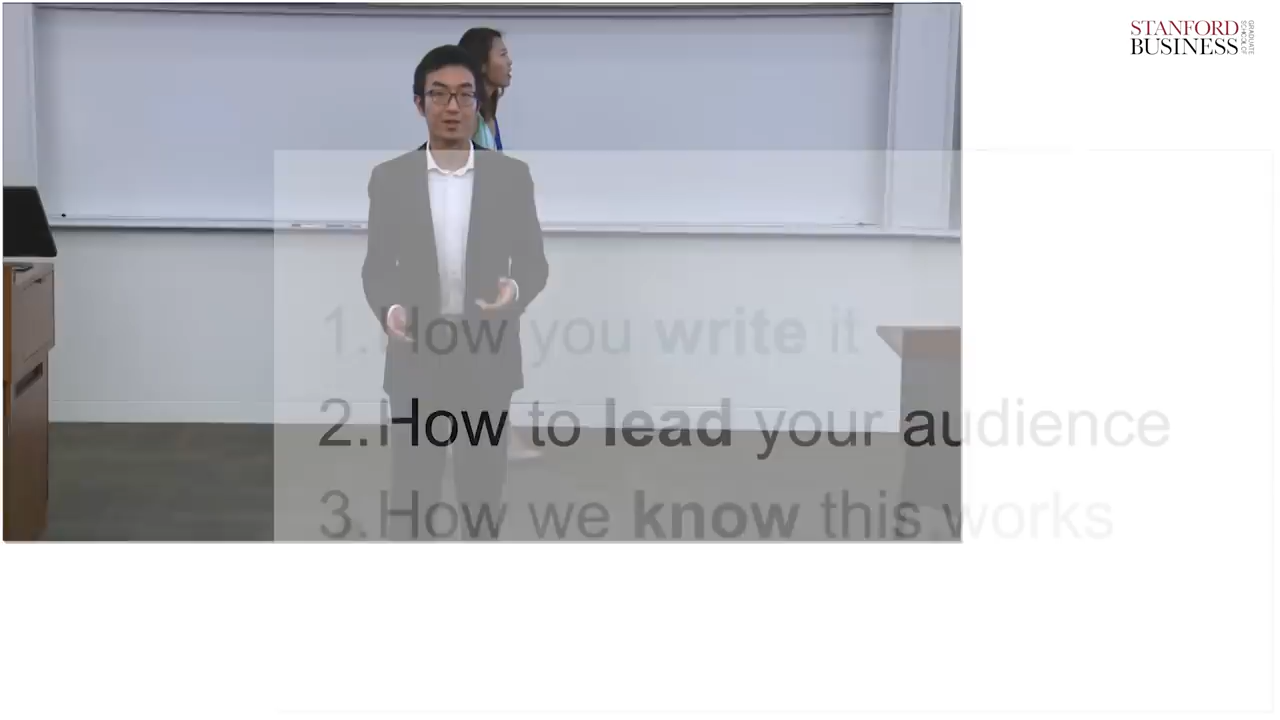 STANFORD
BUSINESS
GRADUATE
SCHOOL OF
1.How you write it
2.How to lead your audience
3.How we know this works